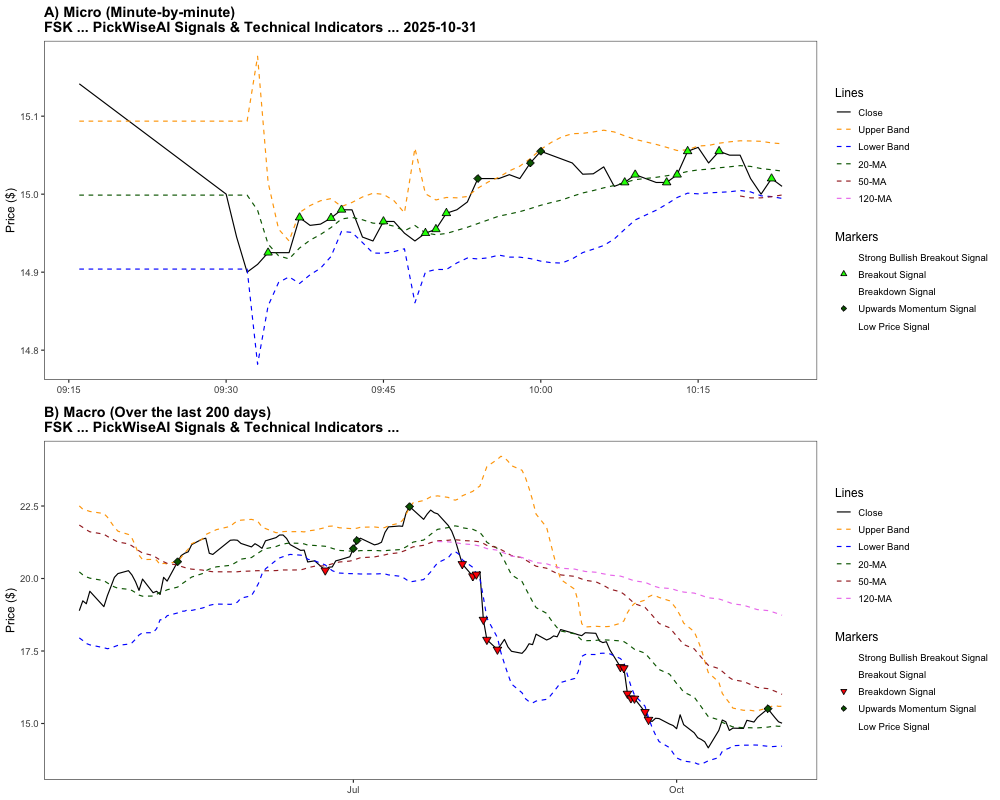 A) Micro (Minute-by-minute)
FSK ... PickWiseAI Signals & Technical Indicators ... 2025-10-31
Price ($)
15.1
15.0
14.9
14.8
09:15
09:30
09:45
10:00
10:15
Lines
Close
Upper Band
Lower Band
20-MA
50-MA
120-MA
Markers
Strong Bullish Breakout Signal
Breakout Signal
Breakdown Signal
Upwards Momentum Signal
Low Price Signal
B) Macro (Over the last 200 days)
FSK ... PickWiseAI Signals & Technical Indicators ...
Price ($)
22.5
20.0
17.5
15.0
Jul
Oct
Lines
Close
Upper Band
Lower Band
20-MA
50-MA
120-MA
Markers
Strong Bullish Breakout Signal
Breakout Signal
Breakdown Signal
Upwards Momentum Signal
Low Price Signal